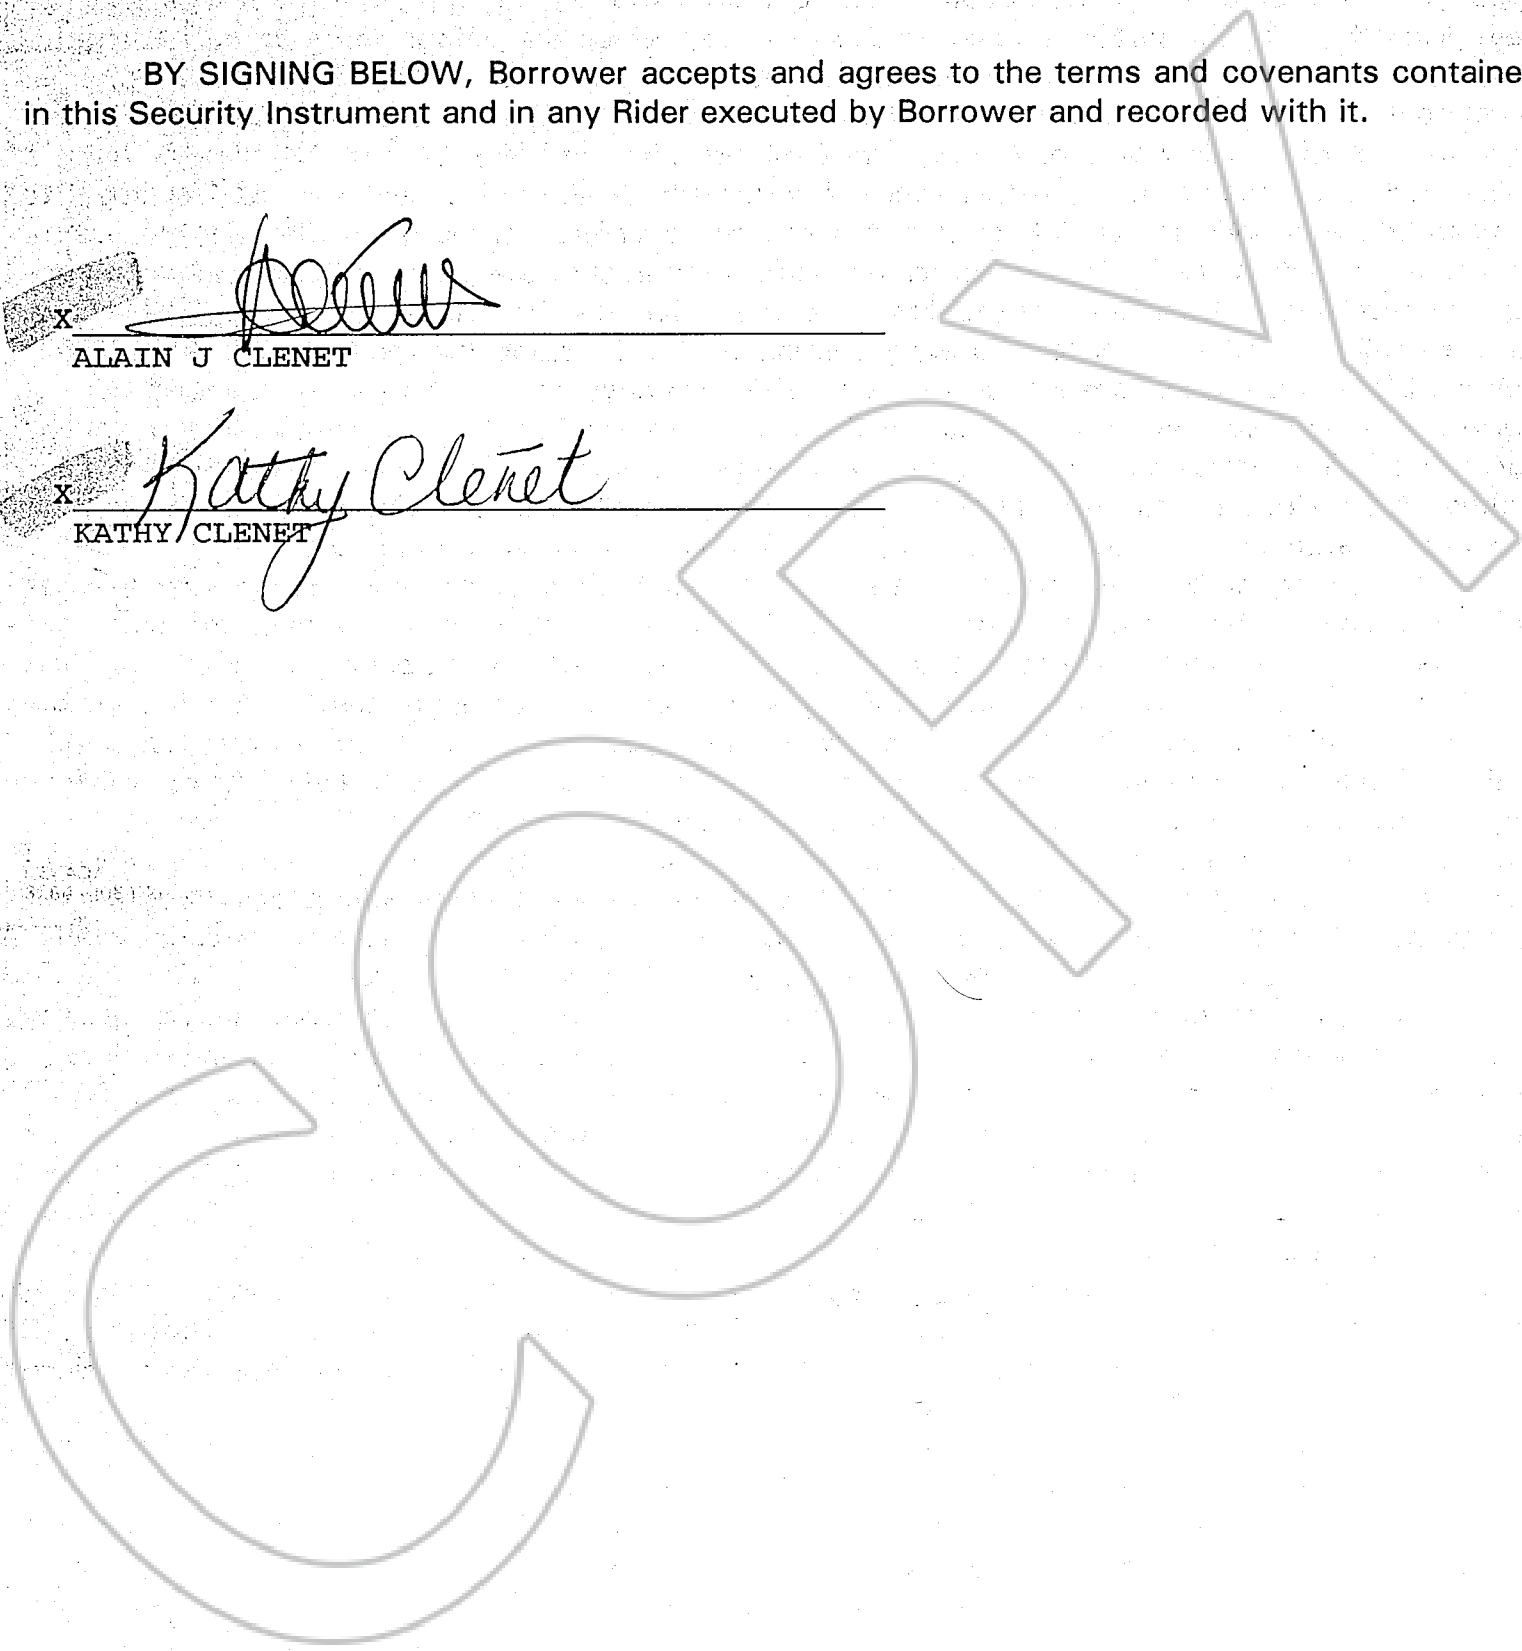 BY SIGNING BELOW, Borrower accepts and agrees to the terms and covenants containe
in this Security Instrument and in any Rider executed by Borrower and recorded with it.
X
ALAIN J CLENET
X Kathy Clenet
KATHY CLENET
COPY